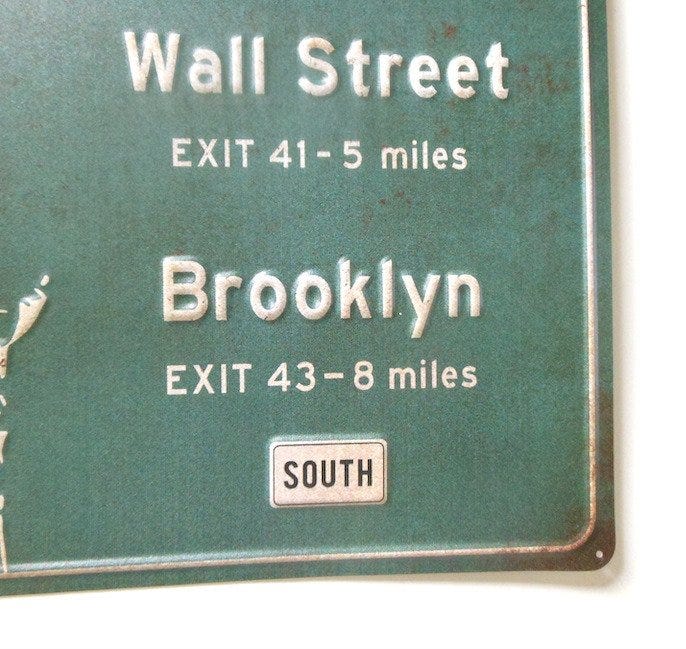 Wall Street
EXIT 41 - 5 miles
Brooklyn
EXIT 43 - 8 miles
SOUTH